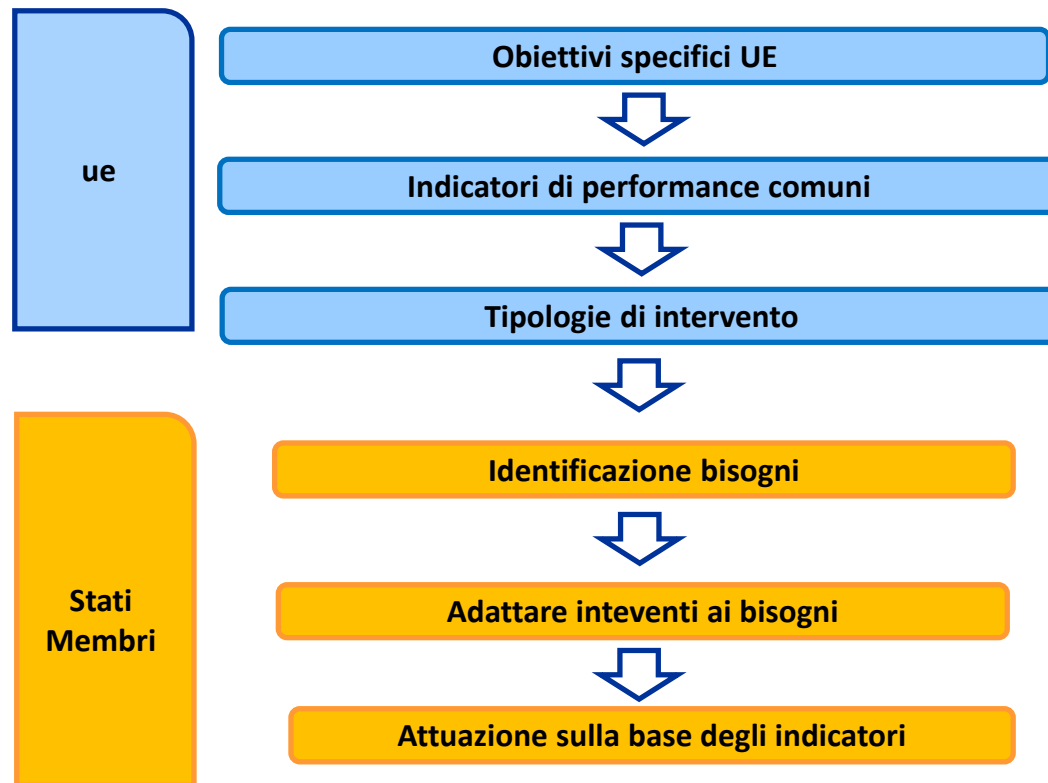 ue
Obiettivi specifici UE
Indicatori di performance comuni
Tipologie di intervento
Stati
Membri
Identificazione bisogni
Adattare inteventi ai bisogni
Attuazione sulla base degli indicatori